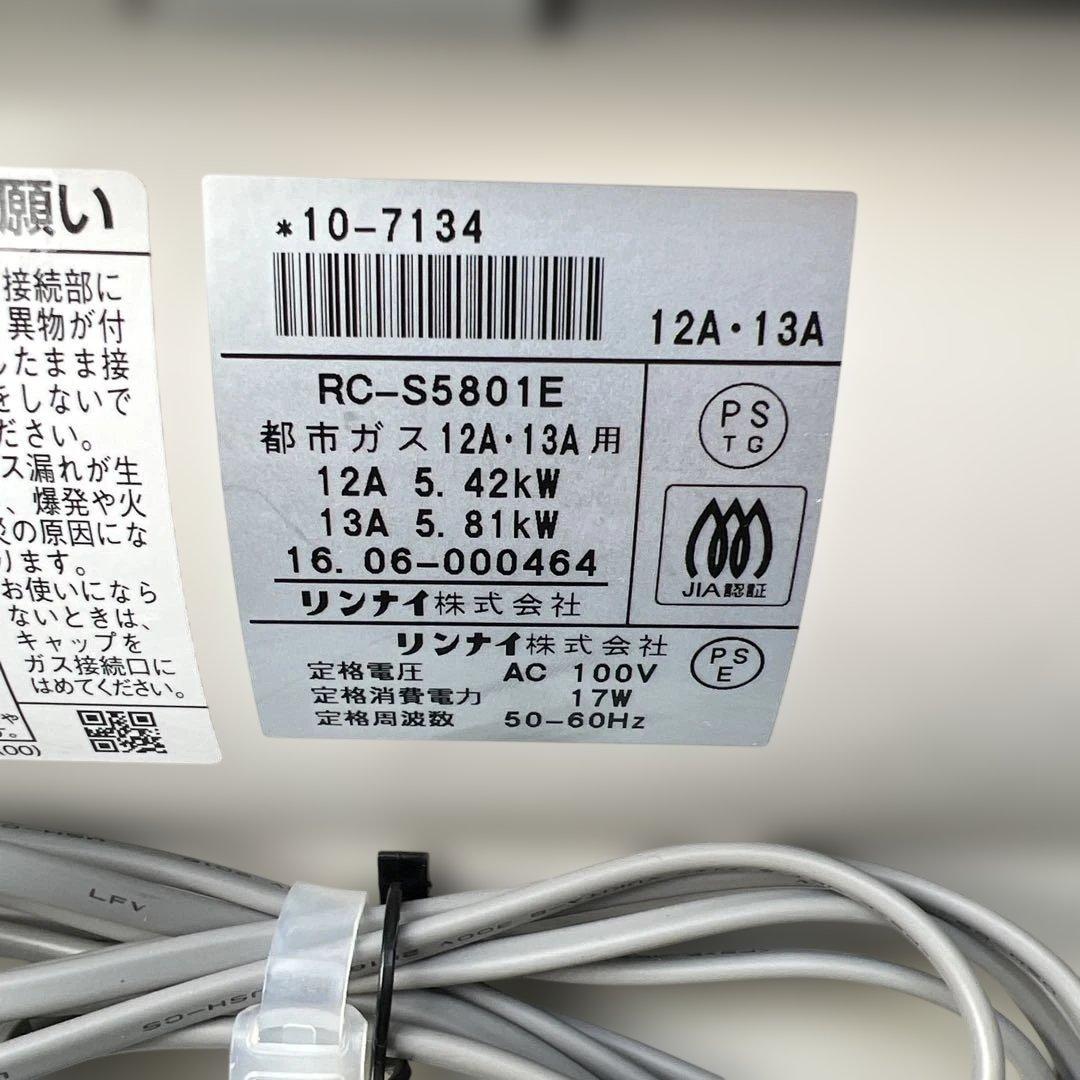 願い
接続部に
異物が付
したまま接
をしないで
ださい。
ス漏れが生
、爆発や火
災の原因にな
ります。
お使いになら
ないときは、
キャップを
ガス接続口に
はめてください。
*10-7134
12A・13A
RC-S5801E
都市ガス12A・13A用
12A 5.42kW
13A 5.81kW
16.06-000464
リンナイ株式会社
PS
TG
JIA認証
リンナイ株式会社
定格電圧 AC 100V
定格消費電力 17W
定格周波数 50-60Hz
PS
E
LFV